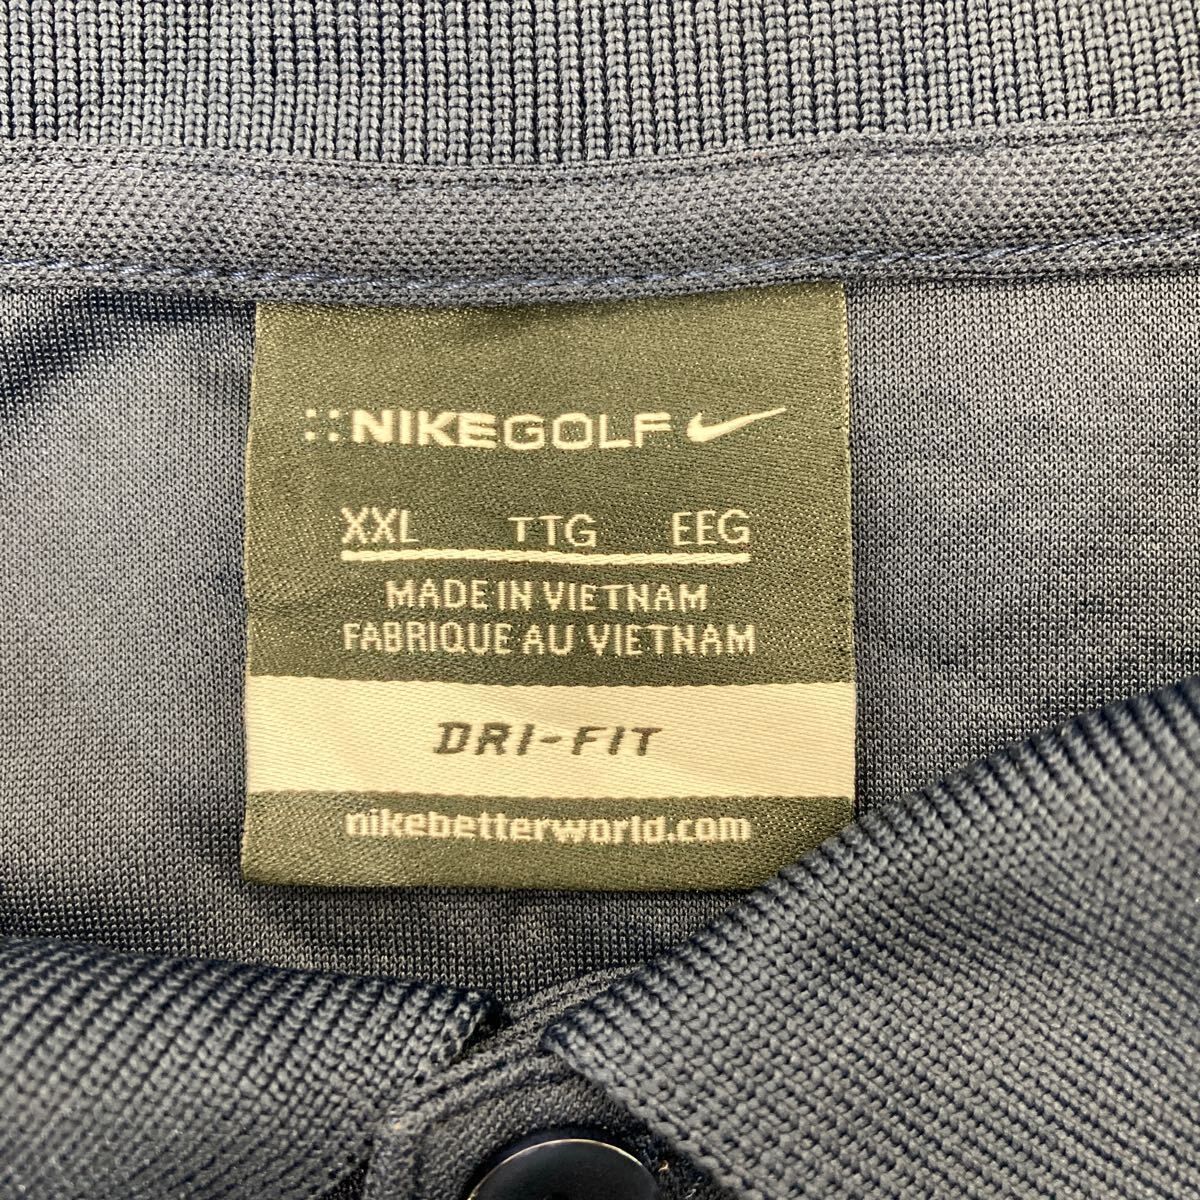 ::NIKEGOLF
XXL TTG EEG
MADE IN VIETNAM
FABRIQUE AU VIETNAM
DRI-FIT
nikebetterworld.com